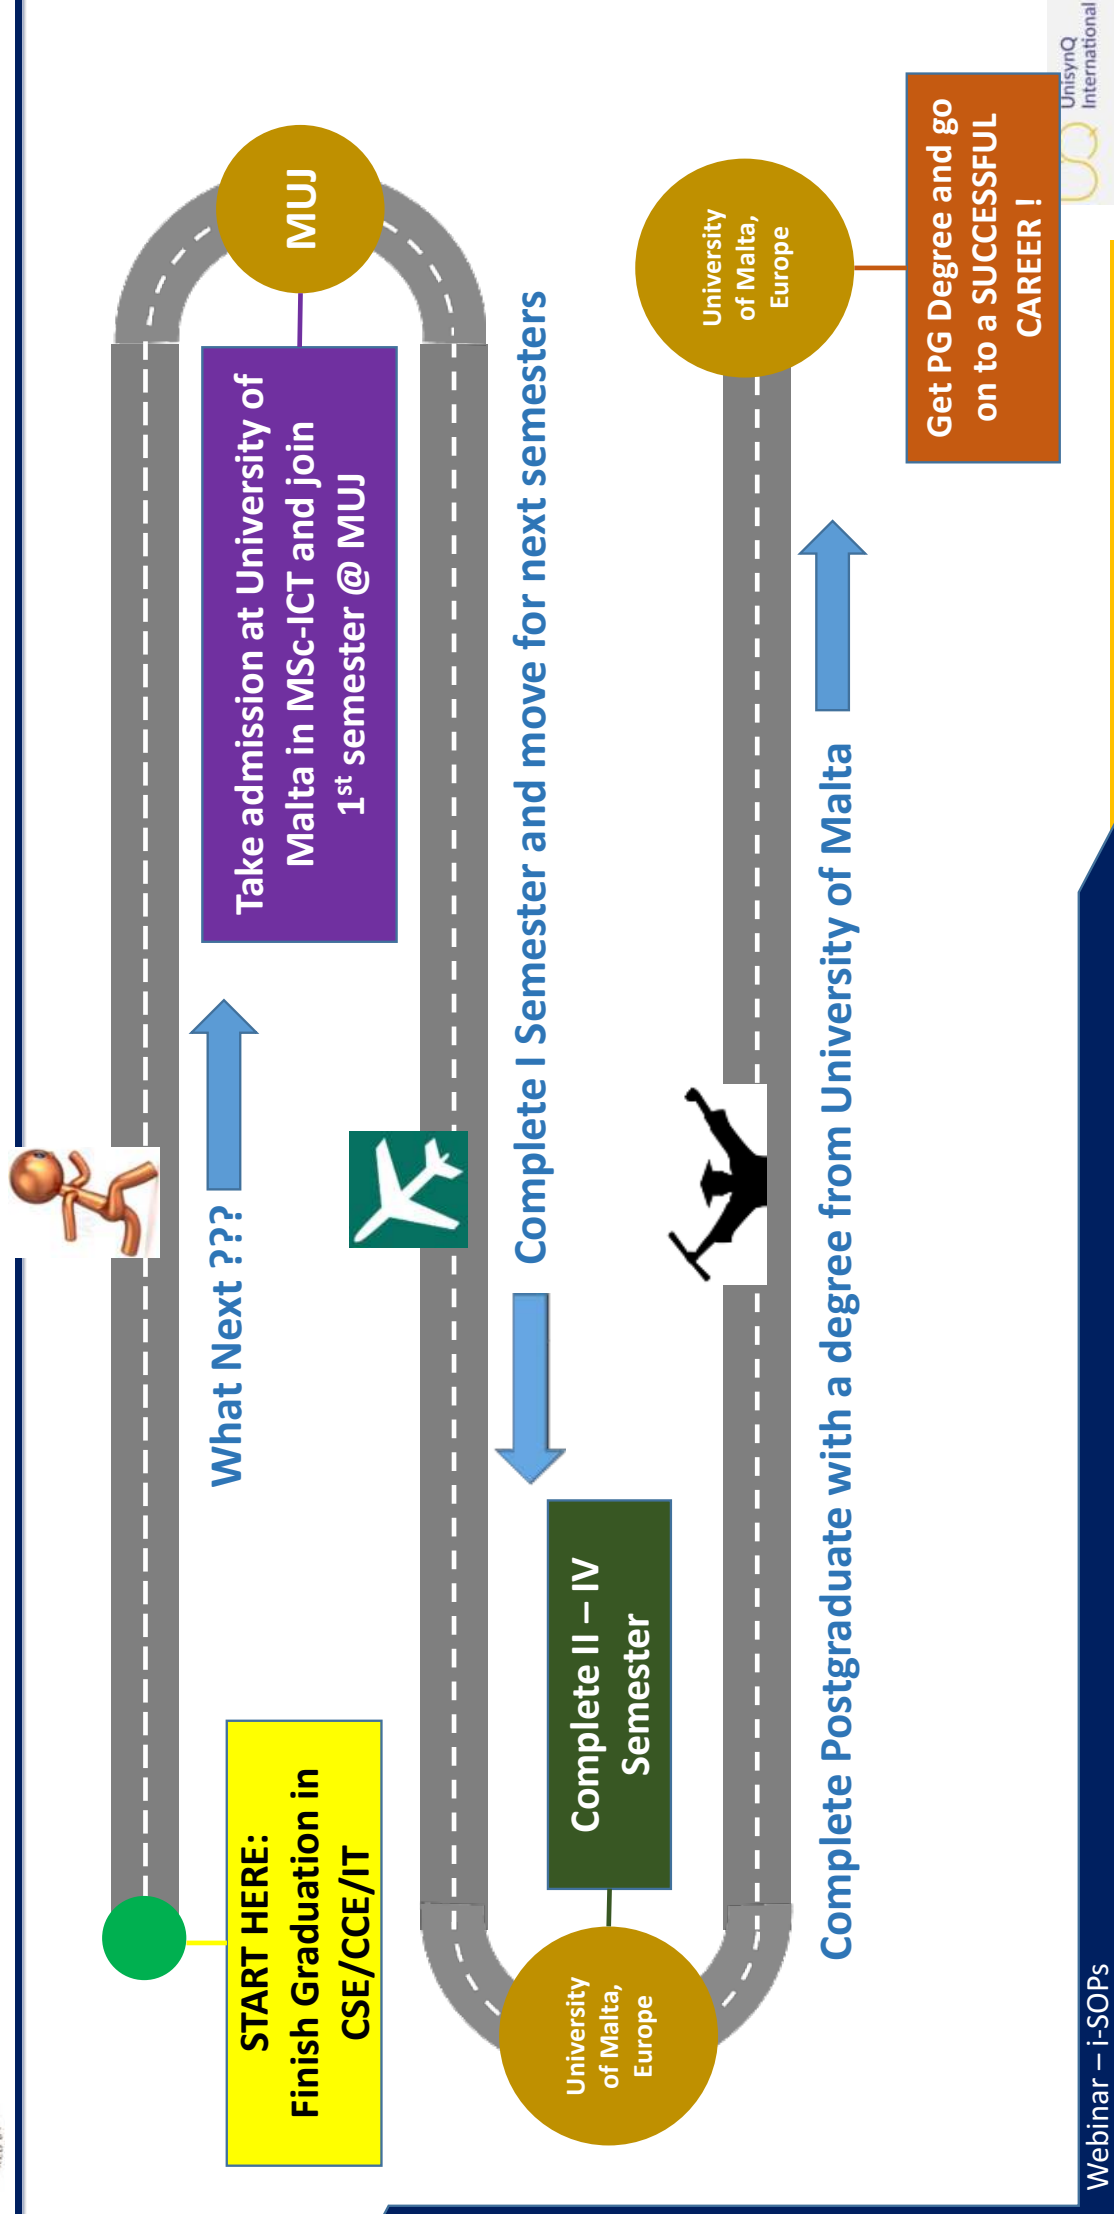 START HERE:
Finish Graduation in
CSE/CCE/IT
What Next ???
Take admission at University of
Malta in MSc-ICT and join
1st semester @ MUJ
MUJ
Complete I Semester and move for next semesters
Complete II – IV
Semester
University
of Malta,
Europe
Complete Postgraduate with a degree from University of Malta
University
of Malta,
Europe
Get PG Degree and go
on to a SUCCESSFUL
CAREER !
UnisynQ
International
Webinar – i-SOPs